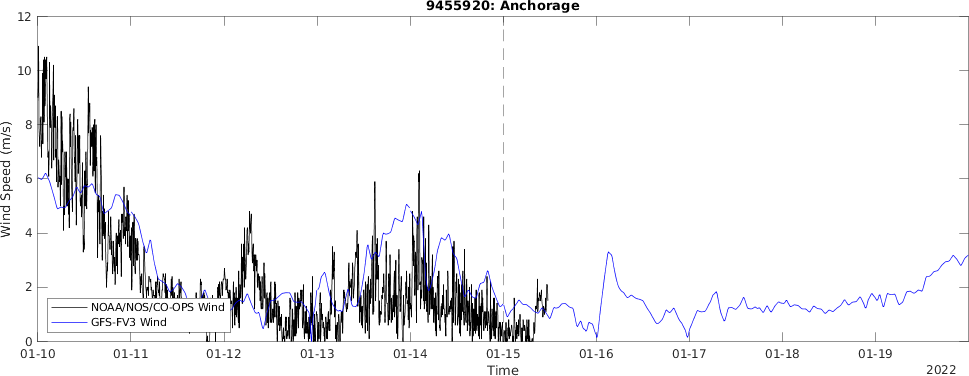 9455920: Anchorage
12
10
8
6
4
2
0
Wind Speed (m/s)
NOAA/NOS/CO-OPS Wind
GFS-FV3 Wind
01-10 01-11 01-12 01-13 01-14 01-15 01-16 01-17 01-18 01-19
Time
2022